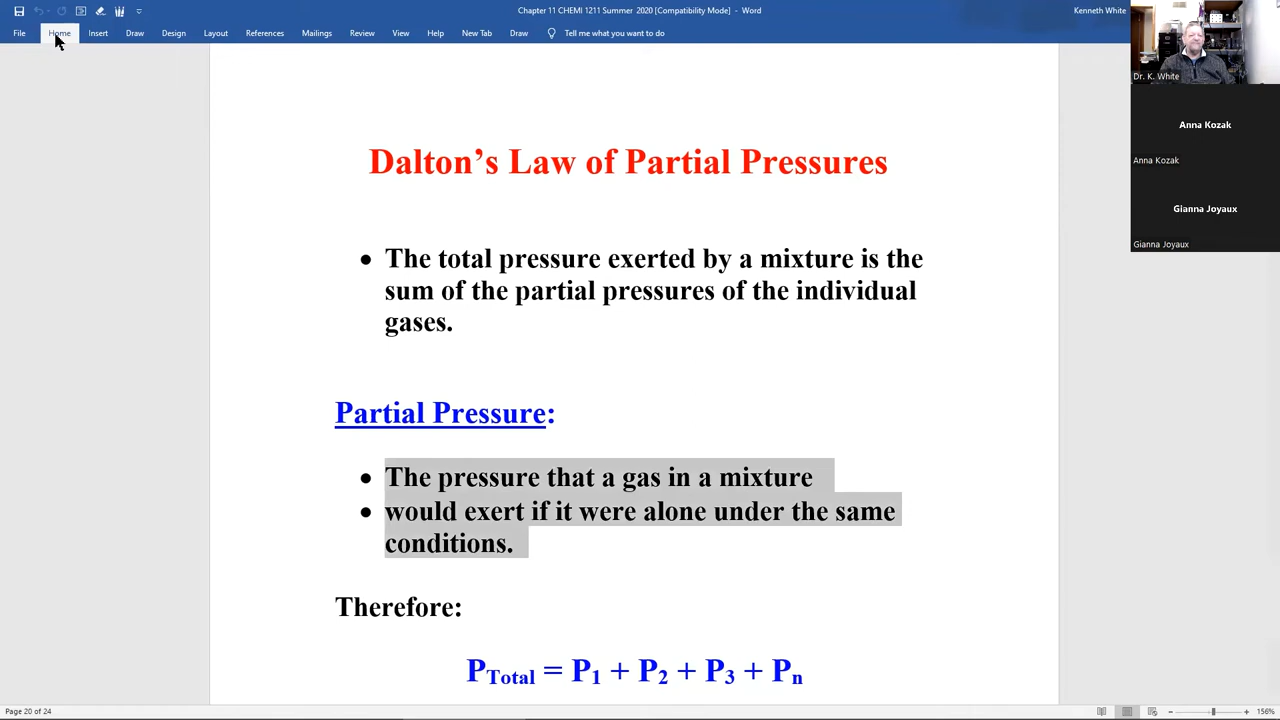 Chapter 11 CHEMI 1211 Summer 2020 [Compatibility Mode] - Word
Kenneth White
File Home Insert Draw Design Layout References Mailings Review View Help New Tab Draw Tell me what you want to do
Dr. K. White
Anna Kozak
Anna Kozak
Gianna Joyaux
Gianna Joyaux
Dalton’s Law of Partial Pressures
• The total pressure exerted by a mixture is the
sum of the partial pressures of the individual
gases.
Partial Pressure:
• The pressure that a gas in a mixture
• would exert if it were alone under the same
conditions.
Therefore:
P_Total = P₁ + P₂ + P₃ + Pₙ
Page 20 of 24
156%